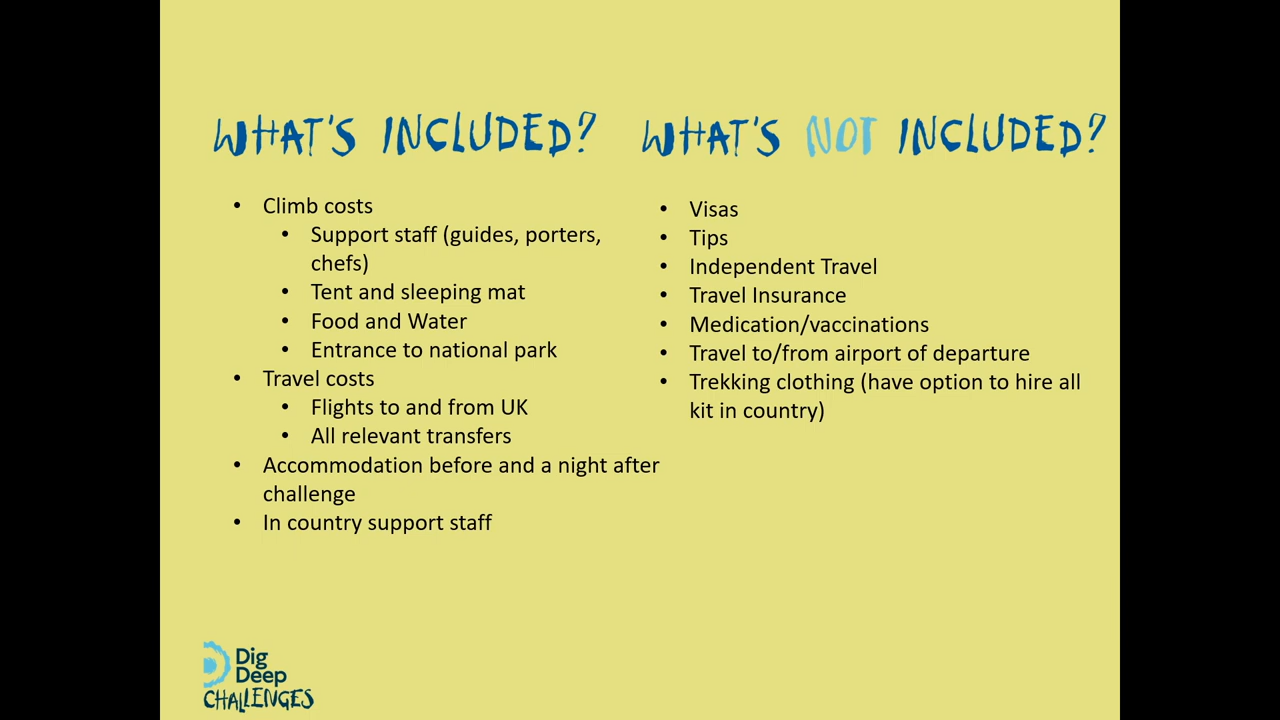 WHAT'S INCLUDED?
• Climb costs
• Support staff (guides, porters,
chefs)
• Tent and sleeping mat
• Food and Water
• Entrance to national park
• Travel costs
• Flights to and from UK
• All relevant transfers
• Accommodation before and a night after
challenge
• In country support staff
WHAT'S NOT INCLUDED?
• Visas
• Tips
• Independent Travel
• Travel Insurance
• Medication/vaccinations
• Travel to/from airport of departure
• Trekking clothing (have option to hire all
kit in country)
Dig
Deep
CHALLENGES